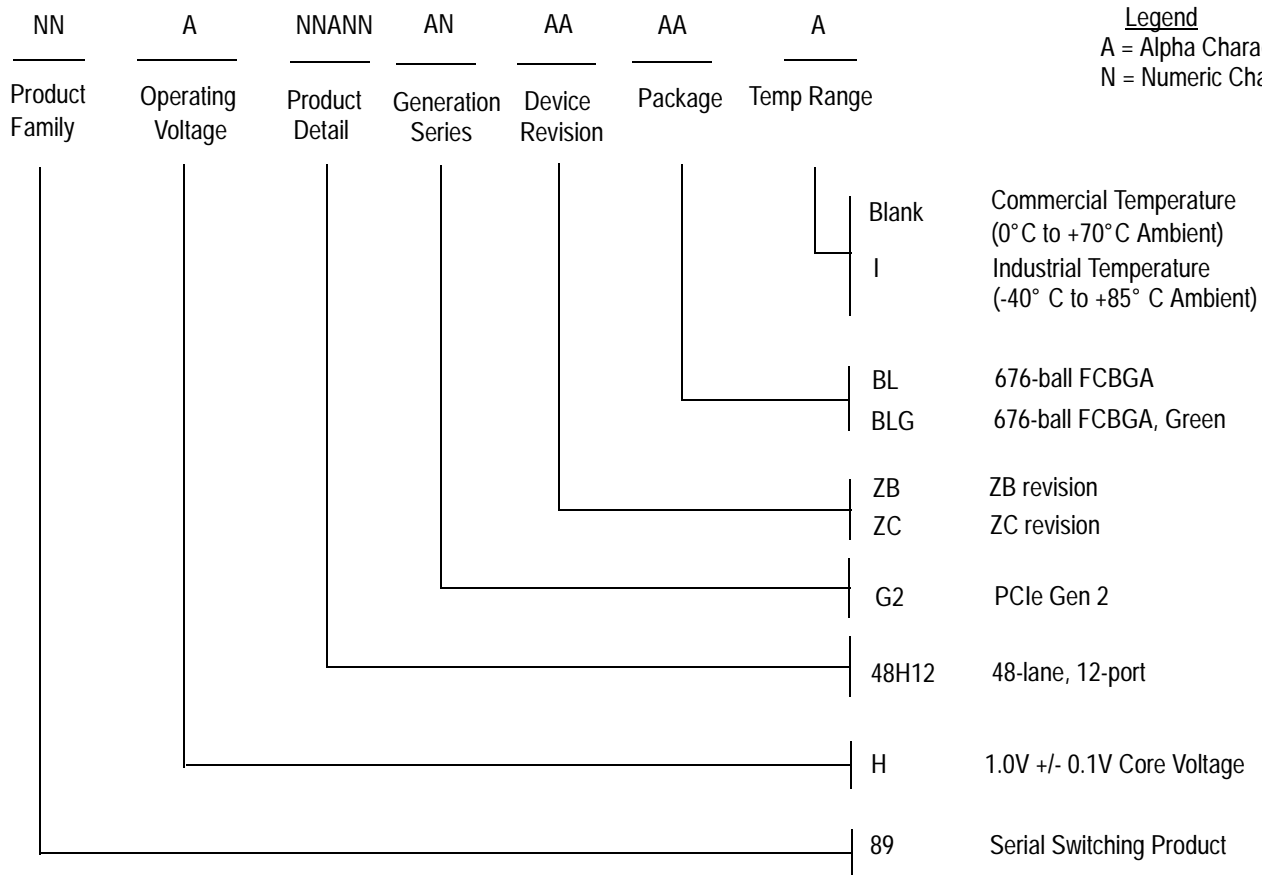 NN A NNANN AN AA AA A
Legend
A = Alpha
N = Numeric
Product Family
Operating Voltage
Product Detail
Generation Series
Device Revision
Package
Temp Range
Blank Commercial Temperature
(0°C to +70°C Ambient)
I Industrial Temperature
(-40° C to +85° C Ambient)
BL 676-ball FCBGA
BLG 676-ball FCBGA, Green
ZB ZB revision
ZC ZC revision
G2 PCIe Gen 2
48H12 48-lane, 12-port
H 1.0V +/- 0.1V Core Voltage
89 Serial Switching Product